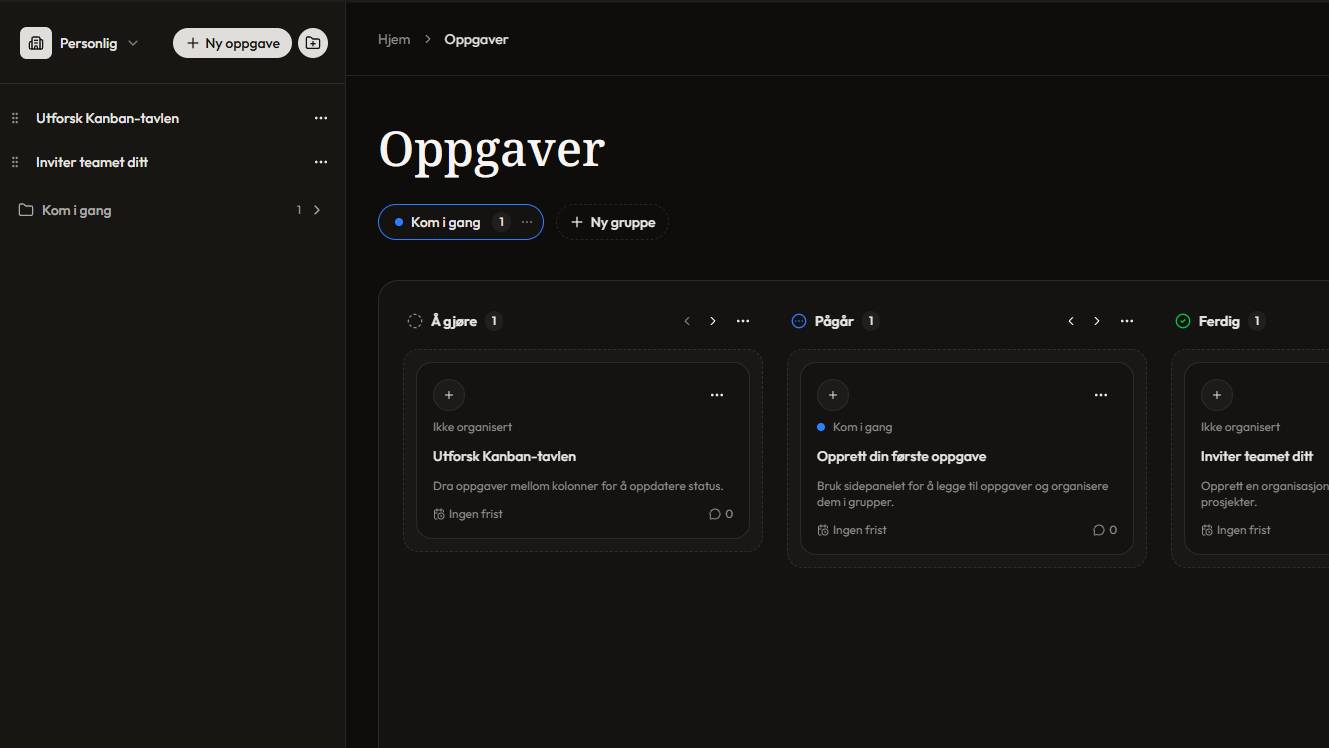 Personlig
Ny oppgave
Utforsk Kanban-tavlen
Inviter teamet ditt
Kom i gang 1
Hjem > Oppgaver
Oppgaver
Kom i gang 1
Ny gruppe
Å gjøre 1
Ikke organisert
Utforsk Kanban-tavlen
Dra oppgaver mellom kolonner for å oppdatere status.
Ingen frist 0
Pågår 1
Kom i gang
Opprett din første oppgave
Bruk sidepanelet for å legge til oppgaver og organisere
dem i grupper.
Ingen frist 0
Ferdig 1
Ikke organisert
Inviter teamet ditt
Opprett en organisasjon
prosjekter.
Ingen frist